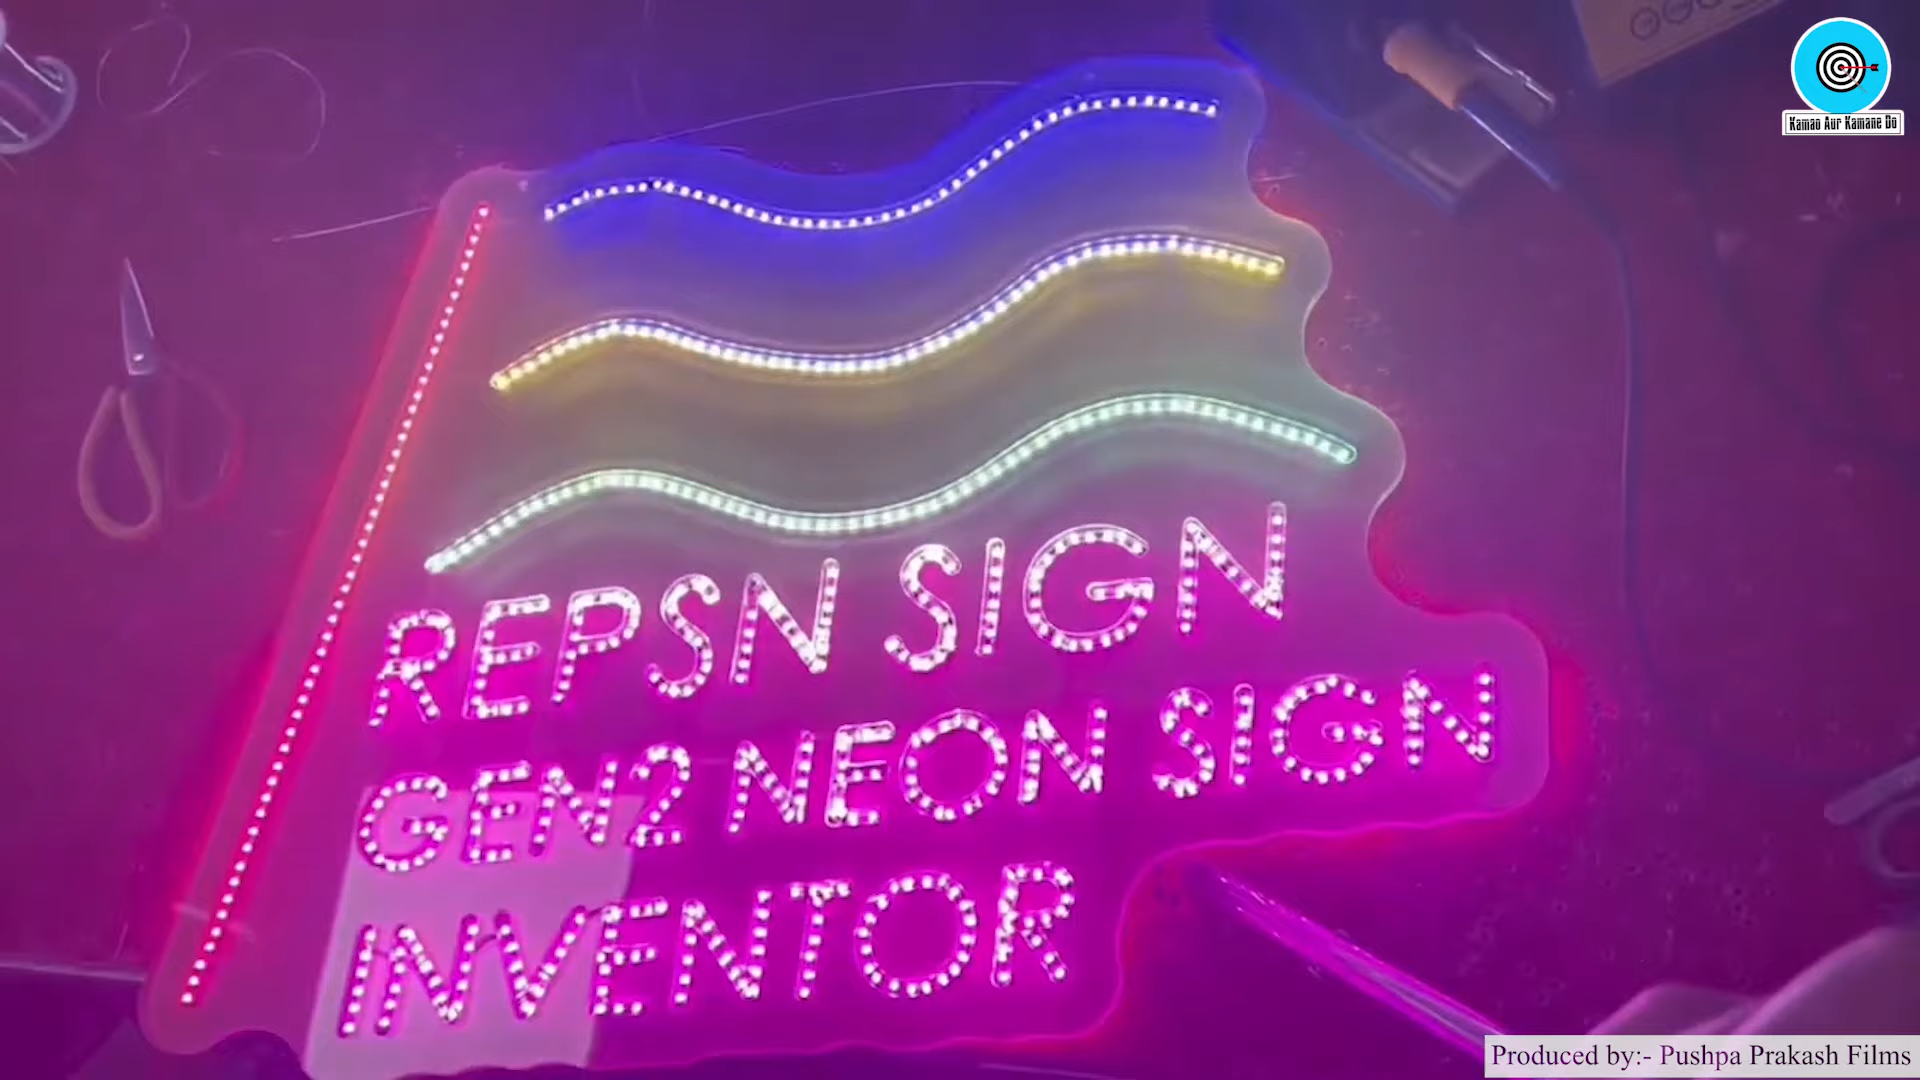 Kamao Aur Kamane Do
REPSN SIGN
GEN2 NEON SIGN
INVENTOR
Produced by:- Pushpa Prakash Films